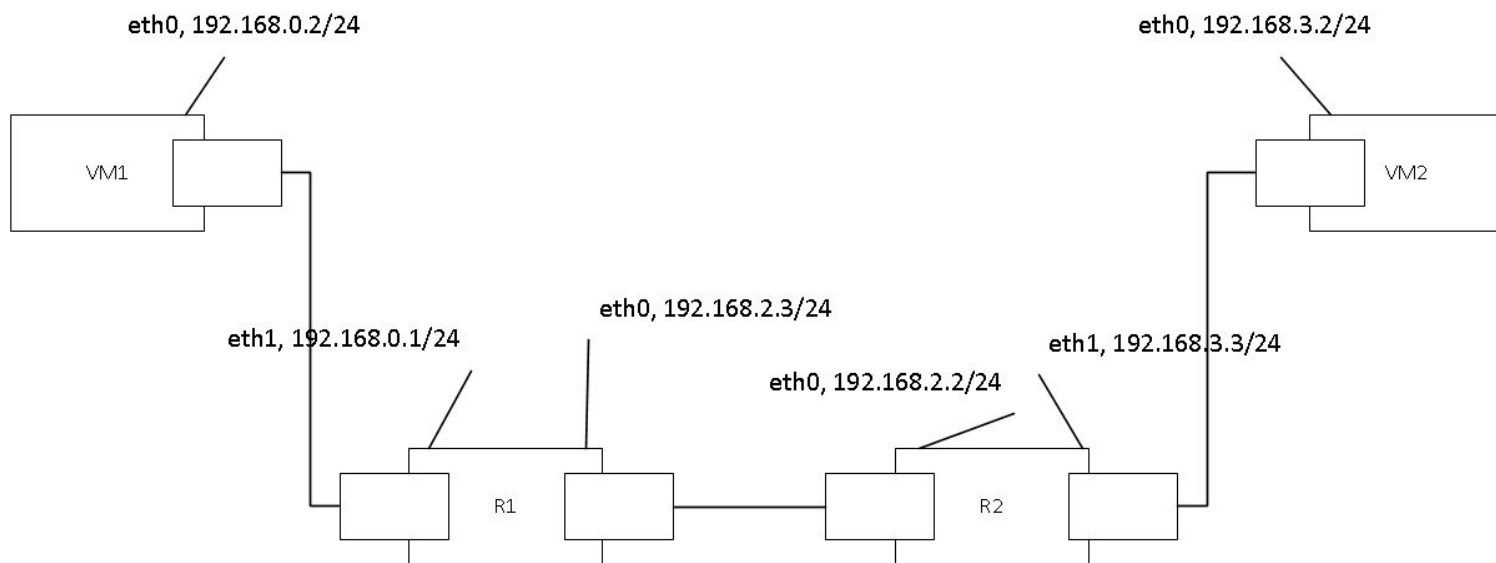 eth0, 192.168.0.2/24
eth0, 192.168.3.2/24
VM1
VM2
eth0, 192.168.2.3/24
eth1, 192.168.0.1/24
eth1, 192.168.3.3/24
eth0, 192.168.2.2/24
R1
R2